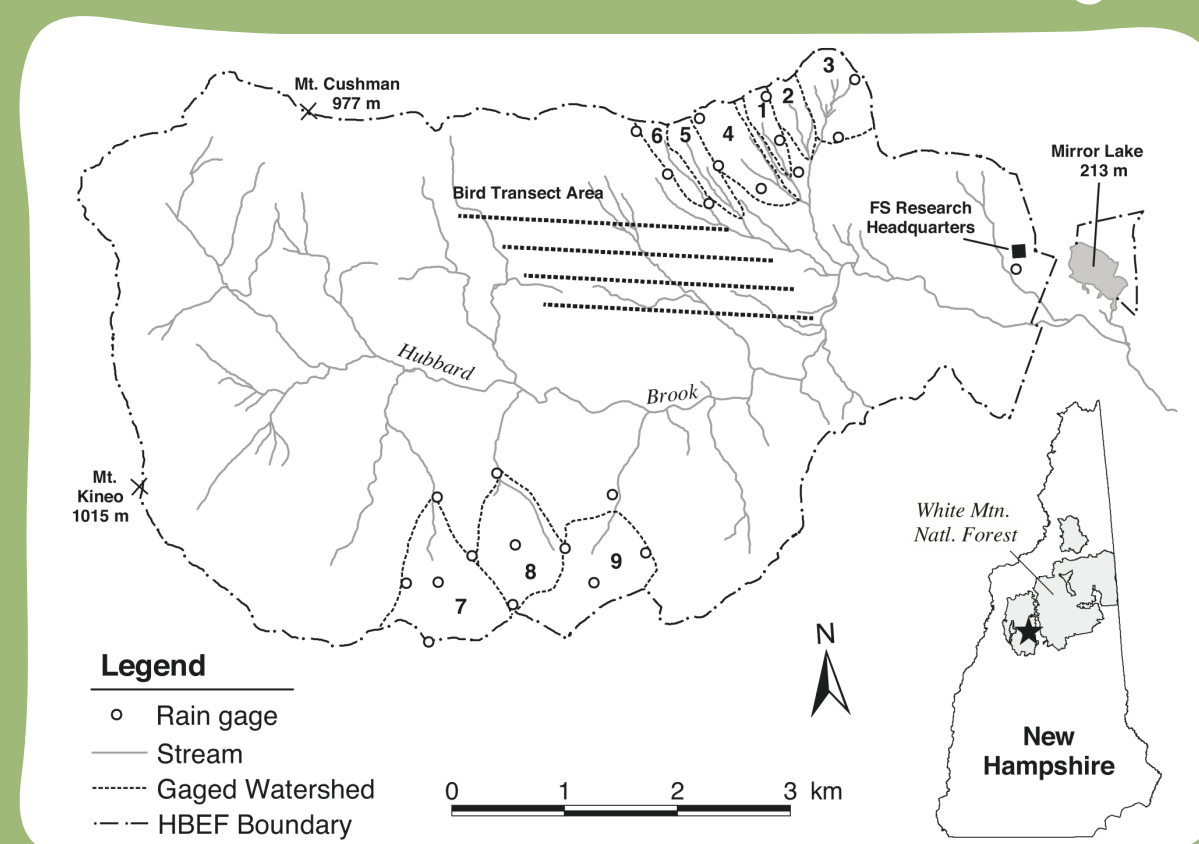 Mt. Cushman
977 m
3
2
1
6
5
4
Mirror Lake
213 m
Bird Transect Area
FS Research
Headquarters
Hubbard
Brook
Mt.
Kineo
1015 m
White Mtn.
Natl. Forest
9
8
7
N
Legend
Rain gage
Stream
Gaged Watershed
HBEF Boundary
0 1 2 3 km
New
Hampshire